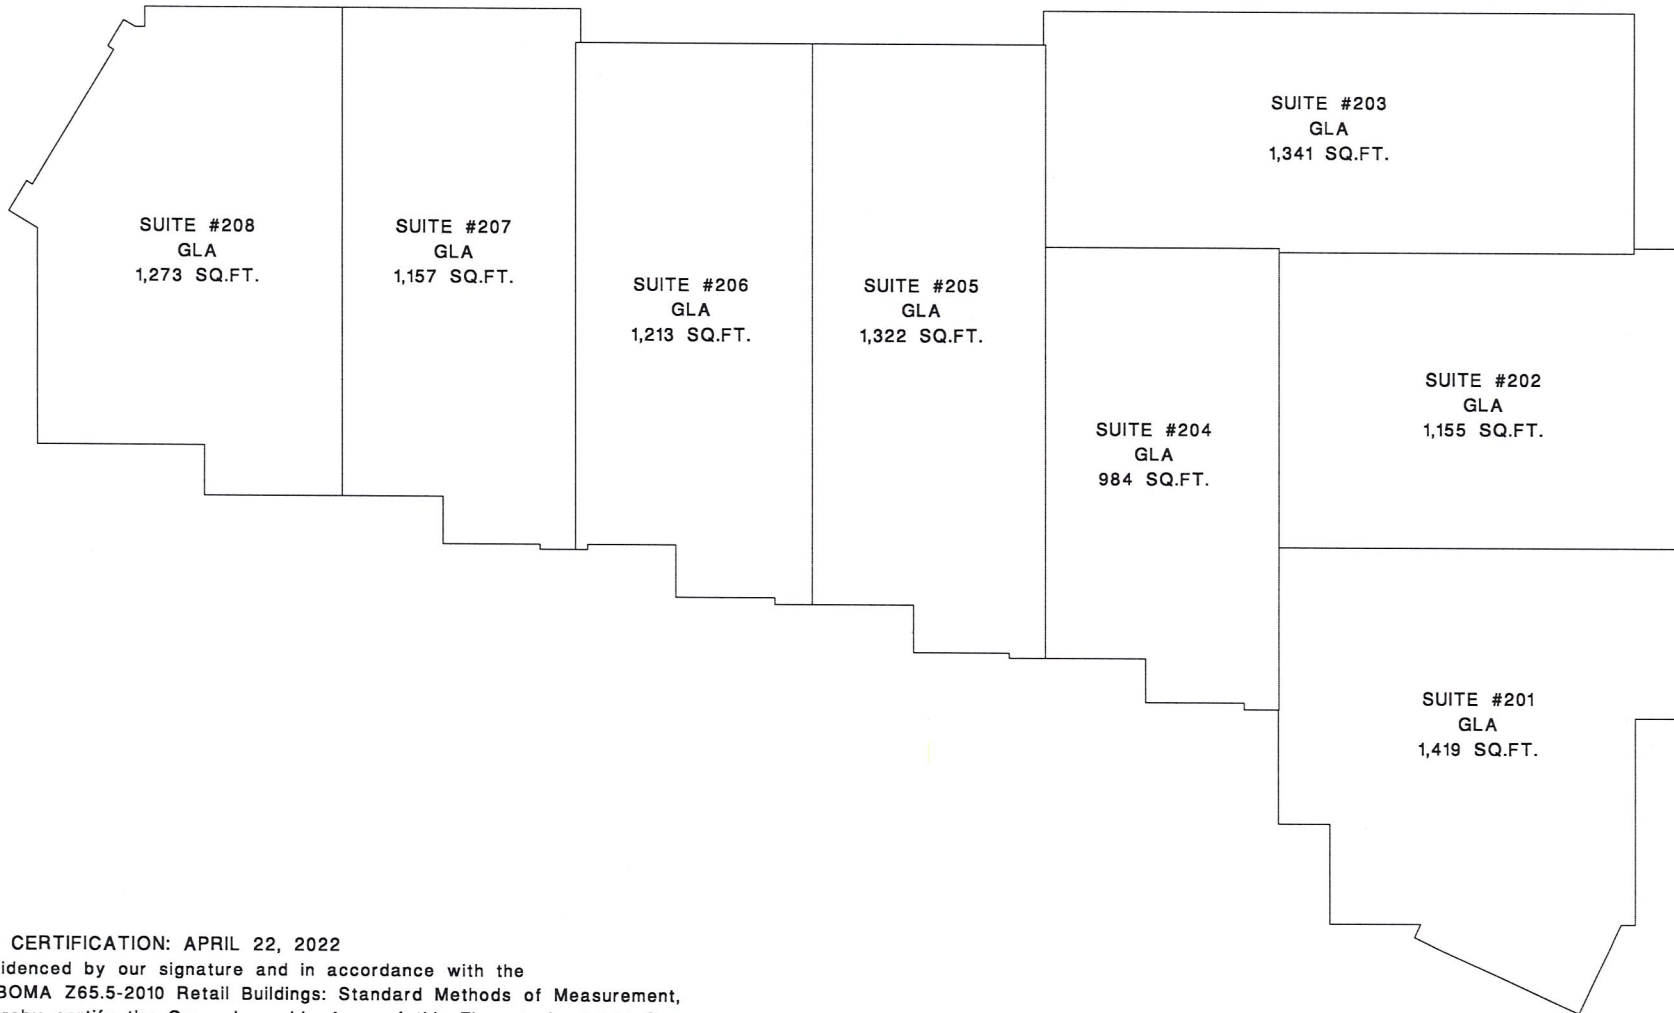 SUITE #203
GLA
1,341 SQ.FT.
SUITE #208
GLA
1,273 SQ.FT.
SUITE #207
GLA
1,157 SQ.FT.
SUITE #206
GLA
1,213 SQ.FT.
SUITE #205
GLA
1,322 SQ.FT.
SUITE #202
GLA
1,155 SQ.FT.
SUITE #204
GLA
984 SQ.FT.
SUITE #201
GLA
1,419 SQ.FT.
CERTIFICATION: APRIL 22, 2022
idenced by our signature and in accordance with the
BOMA Z65.5-2010 Retail Buildings: Standard Methods of Measurement,